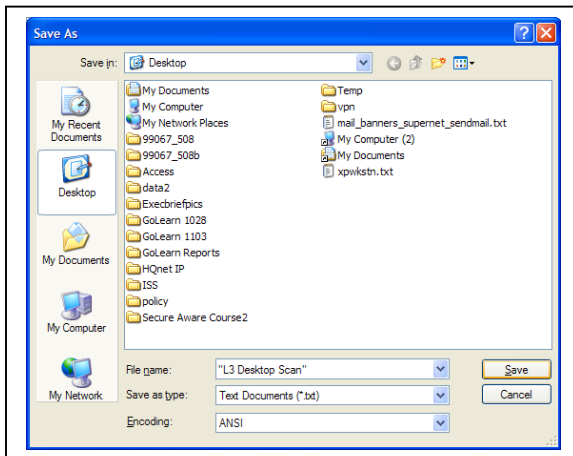 Save As
Save in: Desktop
My Recent Documents
Desktop
My Documents
My Computer
My Network
My Documents
My Computer
My Network Places
99067_508
99067_508b
Access
data2
Execbriefpics
GoLearn 1028
GoLearn 1103
GoLearn Reports
HQnet IP
ISS
policy
Secure Aware Course2
Temp
vpn
mail_banners_supernet_sendmail.txt
My Computer (2)
My Documents
xpwkstn.txt
File name: "L3 Desktop Scan" Save
Save as type: Text Documents (*.txt) Cancel
Encoding: ANSI